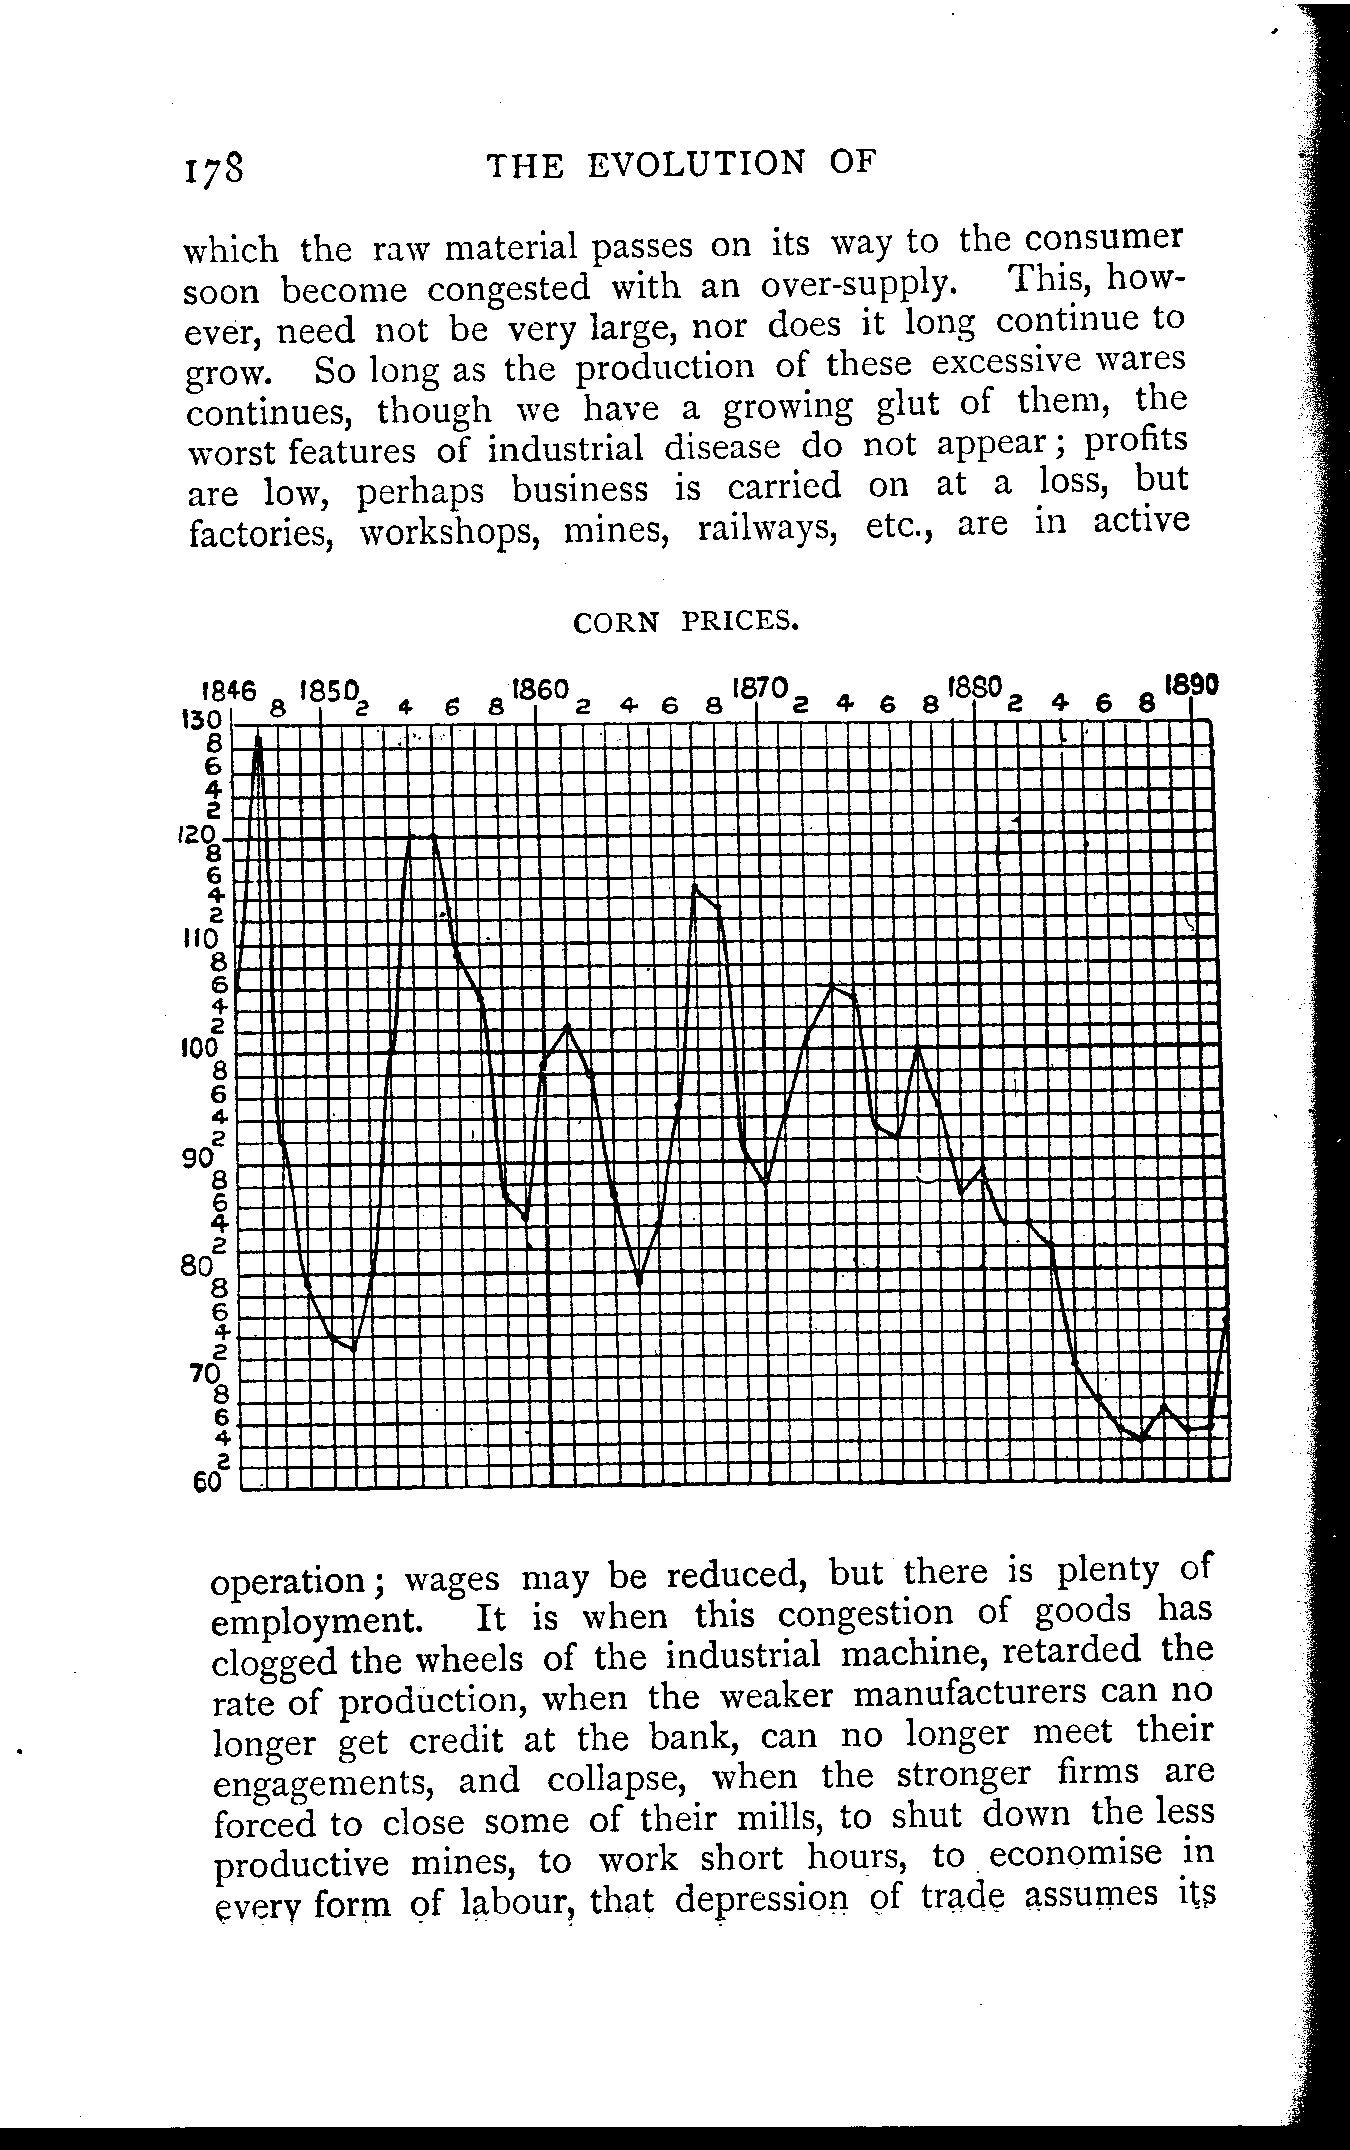 178 THE EVOLUTION OF
which the raw material passes on its way to the consumer
soon become congested with an over-supply. This, how-
ever, need not be very large, nor does it long continue to
grow. So long as the production of these excessive wares
continues, though we have a growing glut of them, the
worst features of industrial disease do not appear; profits
are low, perhaps business is carried on at a loss, but
factories, workshops, mines, railways, etc., are in active
CORN PRICES.
1846 8 1850 2 4 6 8 1860 2 4 6 8 1870 2 4 6 8 1880 2 4 6 8 1890
130
8
6
4
2
120
8
6
4
2
110
8
6
4
2
100
8
6
4
2
90
8
6
4
2
80
8
6
4
2
70
8
6
4
2
60
operation; wages may be reduced, but there is plenty of
employment. It is when this congestion of goods has
clogged the wheels of the industrial machine, retarded the
rate of production, when the weaker manufacturers can no
longer get credit at the bank, can no longer meet their
engagements, and collapse, when the stronger firms are
forced to close some of their mills, to shut down the less
productive mines, to work short hours, to economise in
every form of labour, that depression of trade assumes its